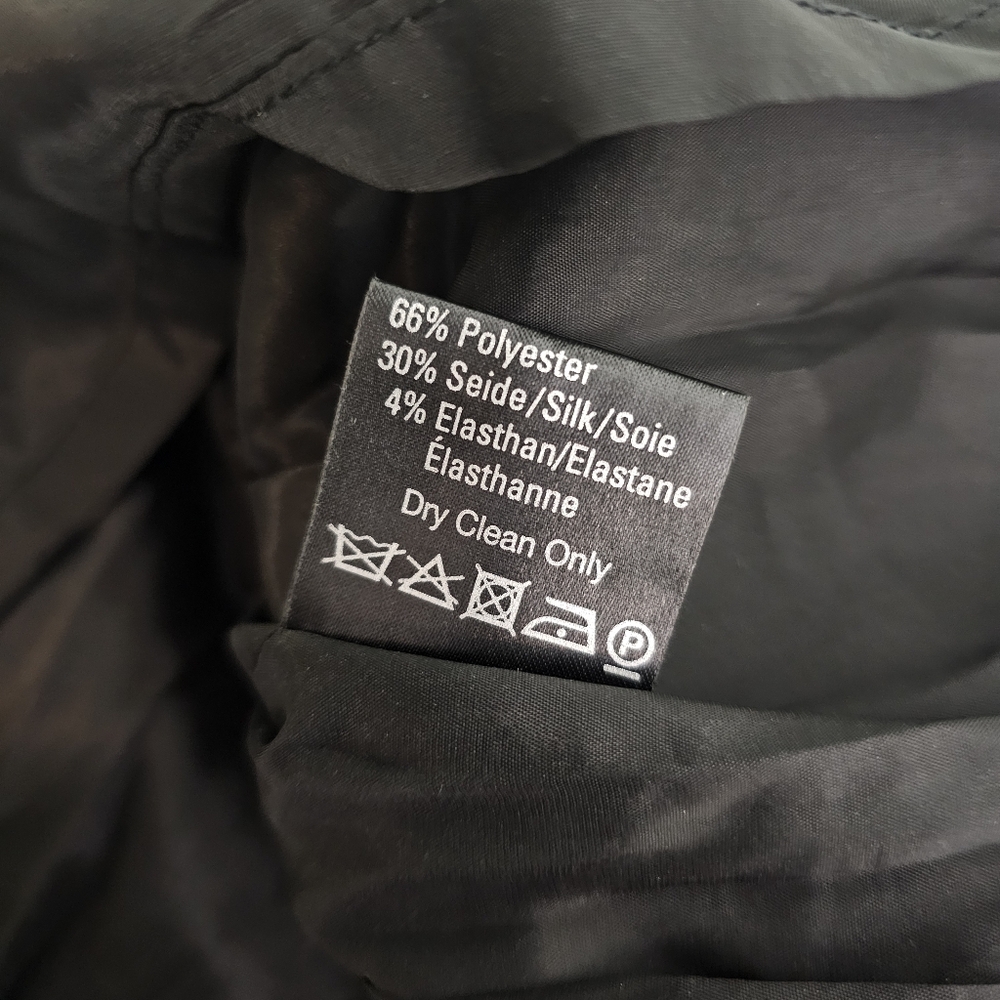 66% Polyester
30% Seide/Silk/Soie
4% Elasthan/Elastane
Élasthanne
Dry Clean Only
P